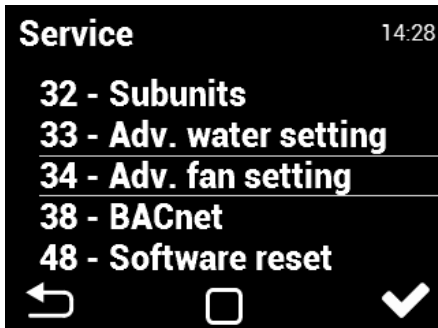 Service 14:28
32 - Subunits
33 - Adv. water setting
34 - Adv. fan setting
38 - BACnet
48 - Software reset